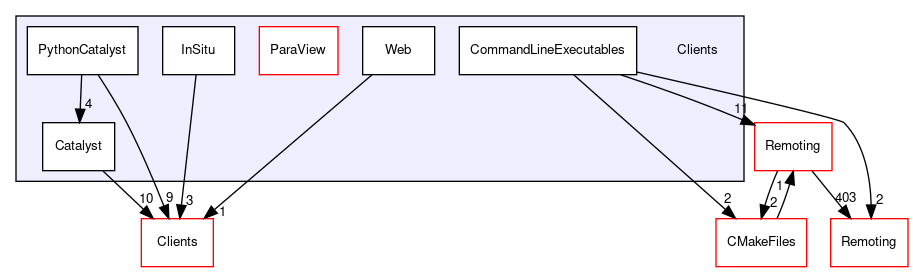 PythonCatalyst
InSitu
ParaView
Web
CommandLineExecutables
Clients
4
11
Catalyst
Remoting
10
9
3
1
2
1
2
403
2
Clients
CMakeFiles
Remoting